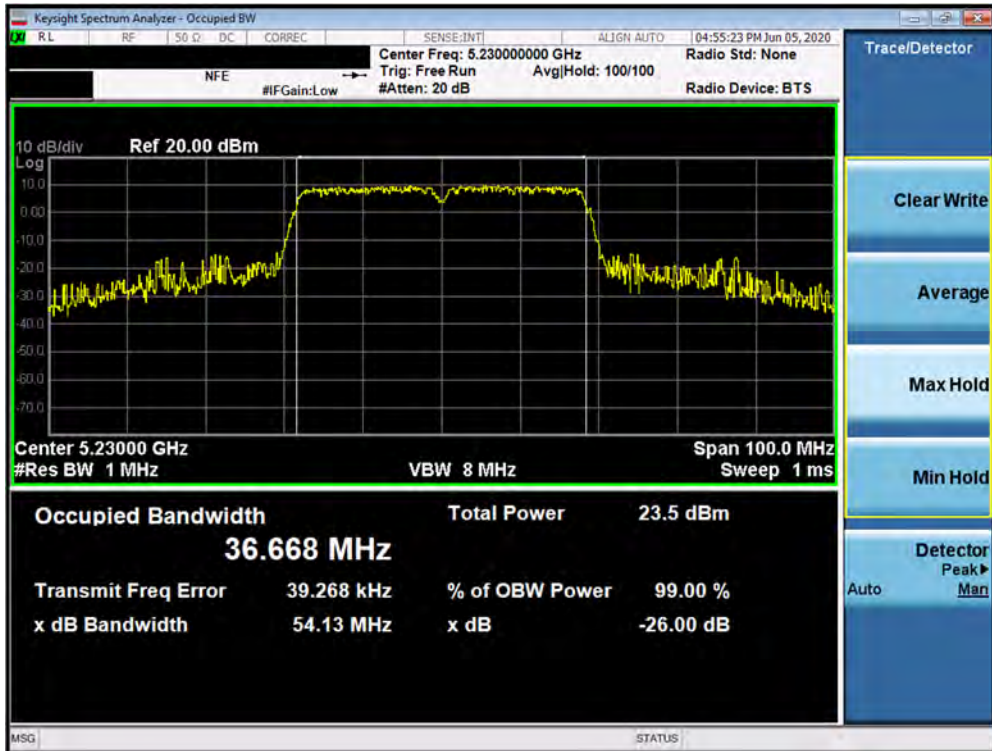 Keysight Spectrum Analyzer - Occupied BW
LXI RL RF 50 Ω DC CORREC SENSE:INT ALIGN AUTO 04:55:23 PM Jun 05, 2020
Center Freq: 5.230000000 GHz Radio Std: None
NFE Trig: Free Run Avg|Hold: 100/100
#IFGain:Low #Atten: 20 dB Radio Device: BTS
Trace/Detector
10 dB/div Ref 20.00 dBm
Log
10.0
0.00
-10.0
-20.0
-30.0
-40.0
-50.0
-60.0
-70.0
Center 5.23000 GHz Span 100.0 MHz
#Res BW 1 MHz VBW 8 MHz Sweep 1 ms
Occupied Bandwidth Total Power 23.5 dBm
36.668 MHz
Transmit Freq Error 39.268 kHz % of OBW Power 99.00 %
x dB Bandwidth 54.13 MHz x dB -26.00 dB
Clear Write
Average
Max Hold
Min Hold
Detector
Peak▶
Auto Man
MSG STATUS